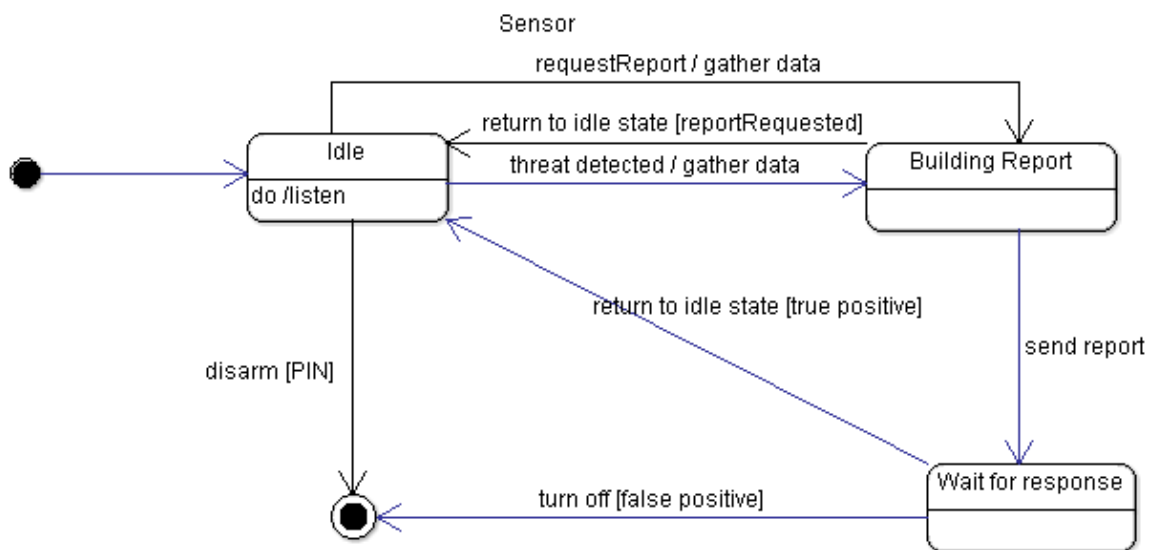 Sensor
requestReport / gather data
return to idle state [reportRequested]
Idle
Building Report
threat detected / gather data
do /listen
return to idle state [true positive]
send report
disarm [PIN]
Wait for response
turn off [false positive]